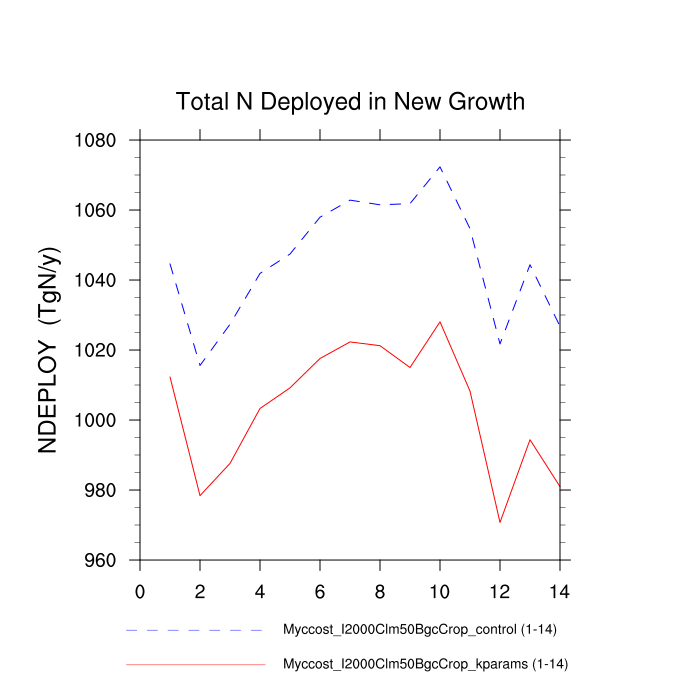 Total N Deployed in New Growth
NDEPLOY (TgN/y)
1080
1060
1040
1020
1000
980
960
0 2 4 6 8 10 12 14
Myccost_I2000Clm50BgcCrop_control (1-14)
Myccost_I2000Clm50BgcCrop_kparams (1-14)